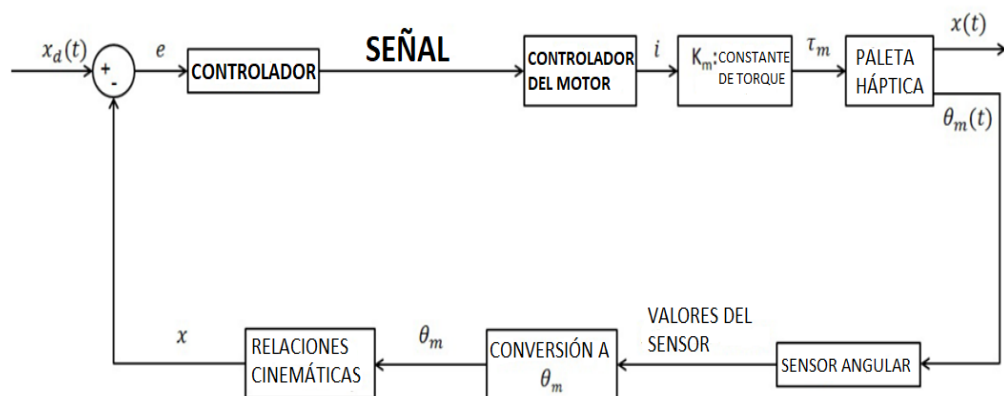 x_d(t)
+
-
e
CONTROLADOR
SEÑAL
CONTROLADOR
DEL MOTOR
i
K_m:CONSTANTE
DE TORQUE
τ_m
PALETA
HÁPTICA
x(t)
θ_m(t)
SENSOR ANGULAR
VALORES DEL
SENSOR
CONVERSIÓN A
θ_m
θ_m
RELACIONES
CINEMÁTICAS
x